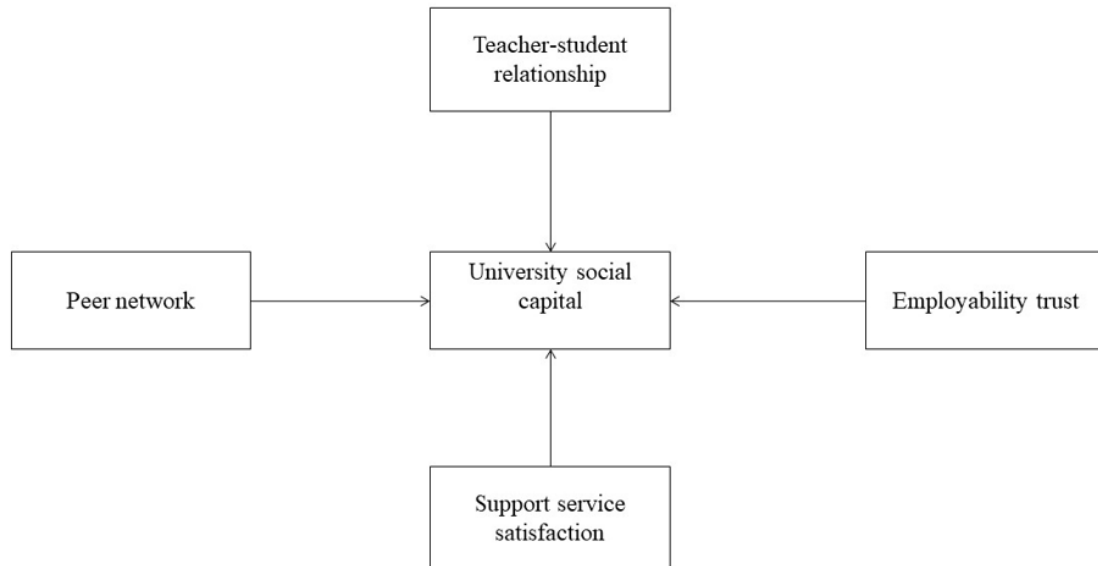 Teacher-student
relationship
Peer network
University social
capital
Employability trust
Support service
satisfaction